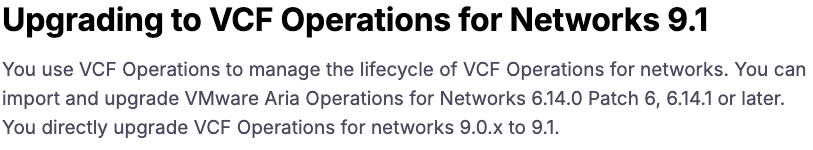 Upgrading to VCF Operations for Networks 9.1
You use VCF Operations to manage the lifecycle of VCF Operations for networks. You can
import and upgrade VMware Aria Operations for Networks 6.14.0 Patch 6, 6.14.1 or later.
You directly upgrade VCF Operations for networks 9.0.x to 9.1.